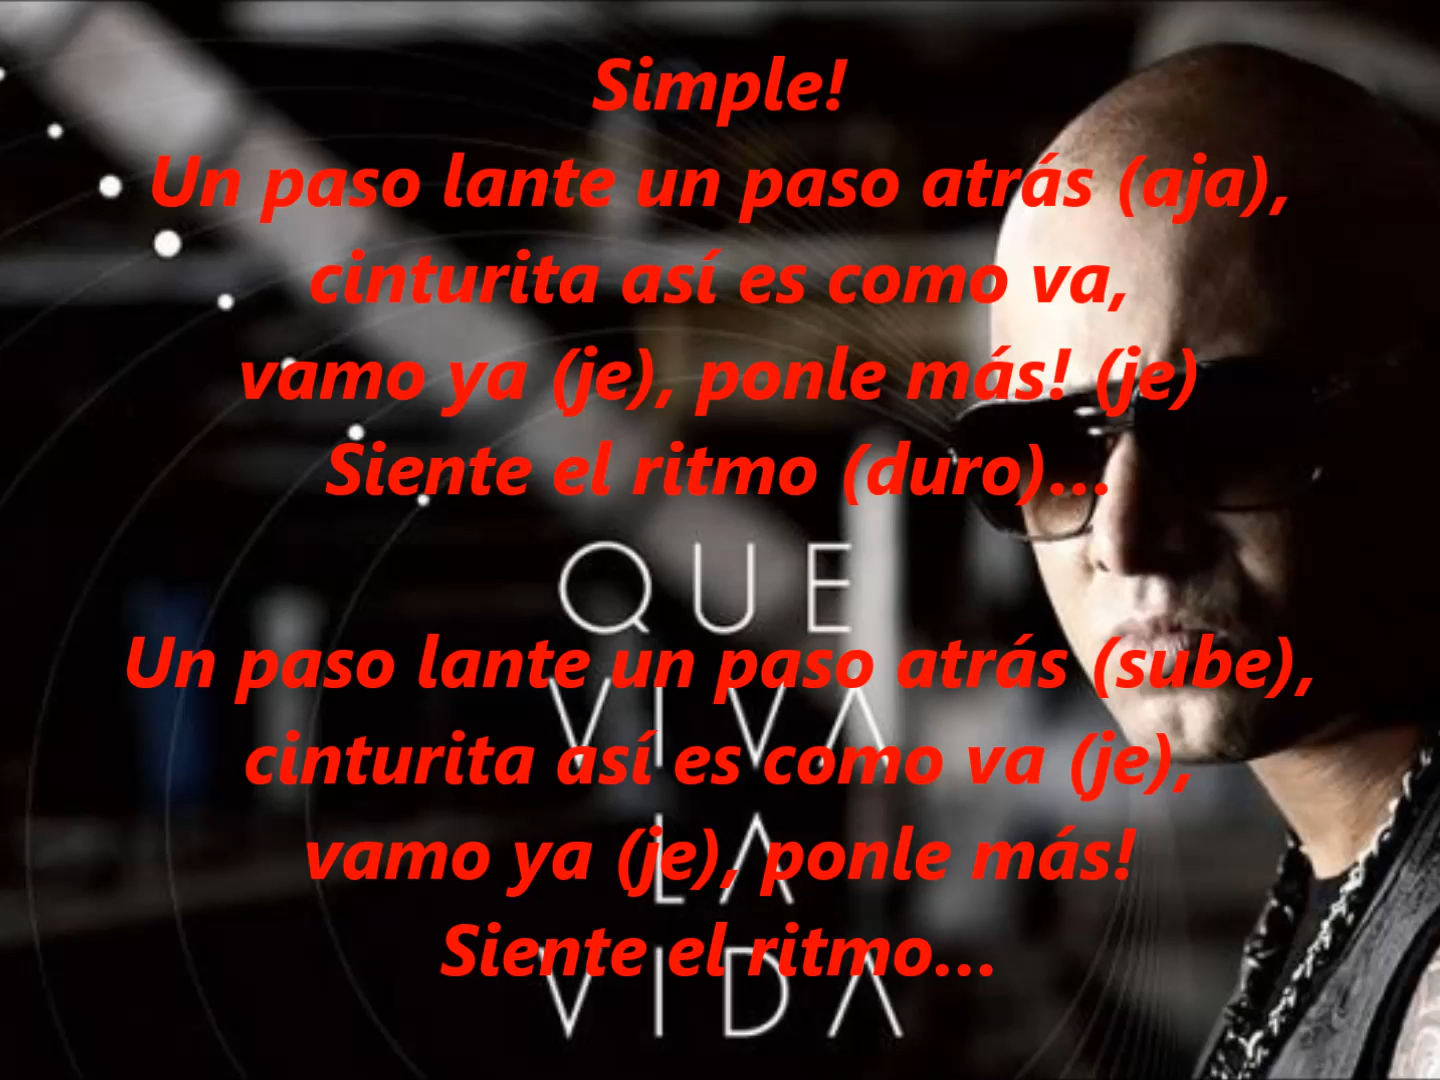 Simple!
Un paso lante un paso atrás (aja),
cinturita así es como va,
vamo ya (je), ponle más! (je)
Siente el ritmo (duro)...
QUE
Un paso lante un paso atrás (sube),
VIVA
cinturita así es como va (je),
LA
vamo ya (je), ponle más!
Siente el ritmo...
VIDA